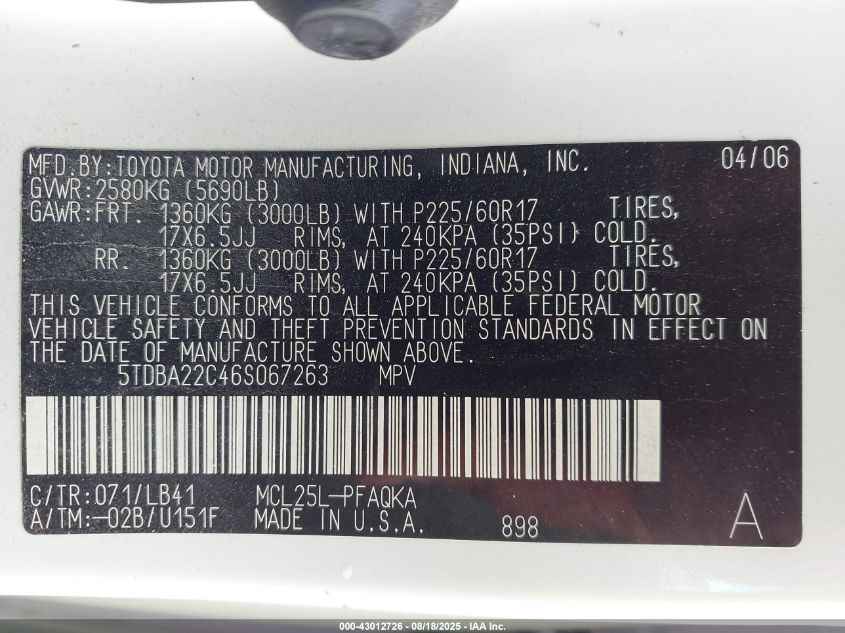 MFD.BY:TOYOTA MOTOR MANUFACTURING, INDIANA, INC. 04/06
GVWR:2580KG (5690LB)
GAWR:FRT. 1360KG (3000LB) WITH P225/60R17 TIRES,
17X6.5JJ RIMS, AT 240KPA (35PSI) COLD.
RR. 1360KG (3000LB) WITH P225/60R17 TIRES,
17X6.5JJ RIMS, AT 240KPA (35PSI) COLD.
THIS VEHICLE CONFORMS TO ALL APPLICABLE FEDERAL MOTOR
VEHICLE SAFETY AND THEFT PREVENTION STANDARDS IN EFFECT ON
THE DATE OF MANUFACTURE SHOWN ABOVE.
5TDBA22C46S067263 MPV
C/TR:071/LB41 MCL25L-PFAQKA
A/TM:-02B/U151F MADE IN U.S.A. 898 A
000-43012726 - 08/18/2025 - IAA Inc.